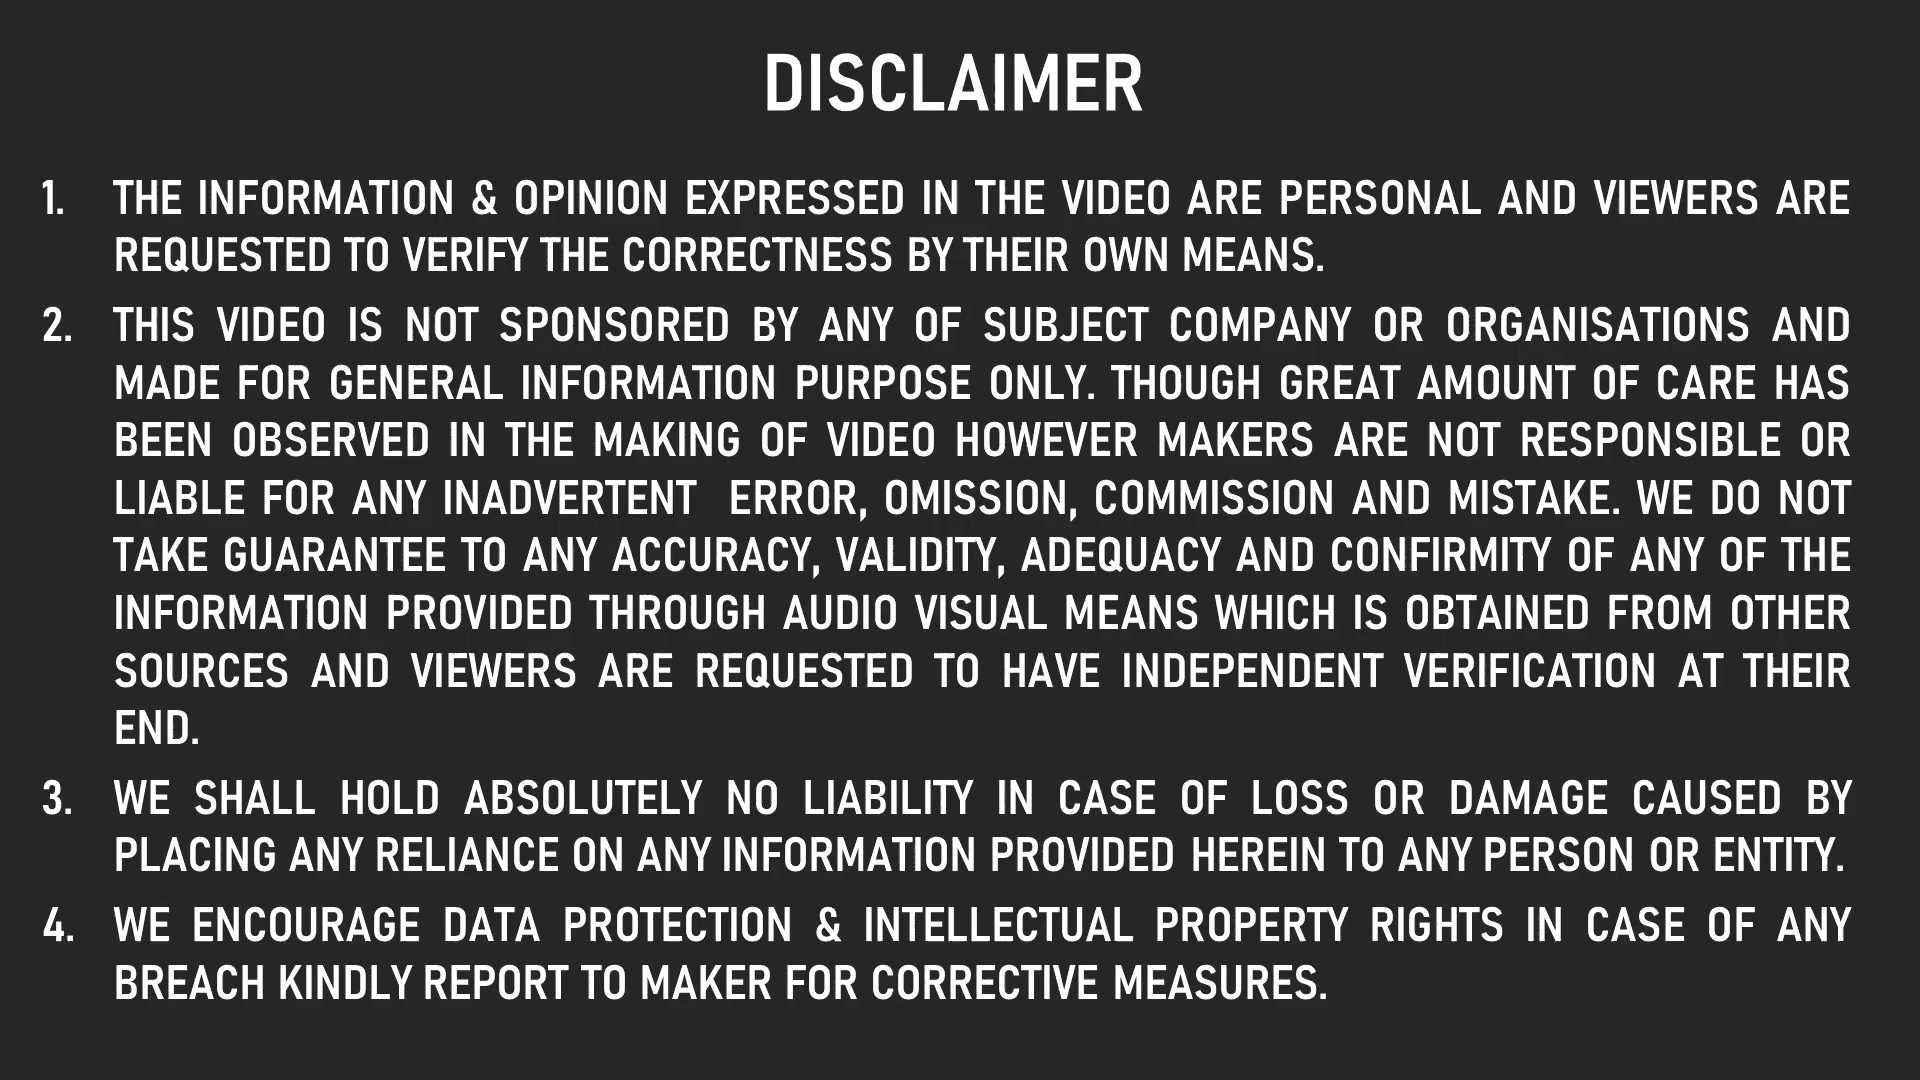 DISCLAIMER
1. THE INFORMATION & OPINION EXPRESSED IN THE VIDEO ARE PERSONAL AND VIEWERS ARE
REQUESTED TO VERIFY THE CORRECTNESS BY THEIR OWN MEANS.
2. THIS VIDEO IS NOT SPONSORED BY ANY OF SUBJECT COMPANY OR ORGANISATIONS AND
MADE FOR GENERAL INFORMATION PURPOSE ONLY. THOUGH GREAT AMOUNT OF CARE HAS
BEEN OBSERVED IN THE MAKING OF VIDEO HOWEVER MAKERS ARE NOT RESPONSIBLE OR
LIABLE FOR ANY INADVERTENT ERROR, OMISSION, COMMISSION AND MISTAKE. WE DO NOT
TAKE GUARANTEE TO ANY ACCURACY, VALIDITY, ADEQUACY AND CONFIRMITY OF ANY OF THE
INFORMATION PROVIDED THROUGH AUDIO VISUAL MEANS WHICH IS OBTAINED FROM OTHER
SOURCES AND VIEWERS ARE REQUESTED TO HAVE INDEPENDENT VERIFICATION AT THEIR
END.
3. WE SHALL HOLD ABSOLUTELY NO LIABILITY IN CASE OF LOSS OR DAMAGE CAUSED BY
PLACING ANY RELIANCE ON ANY INFORMATION PROVIDED HEREIN TO ANY PERSON OR ENTITY.
4. WE ENCOURAGE DATA PROTECTION & INTELLECTUAL PROPERTY RIGHTS IN CASE OF ANY
BREACH KINDLY REPORT TO MAKER FOR CORRECTIVE MEASURES.